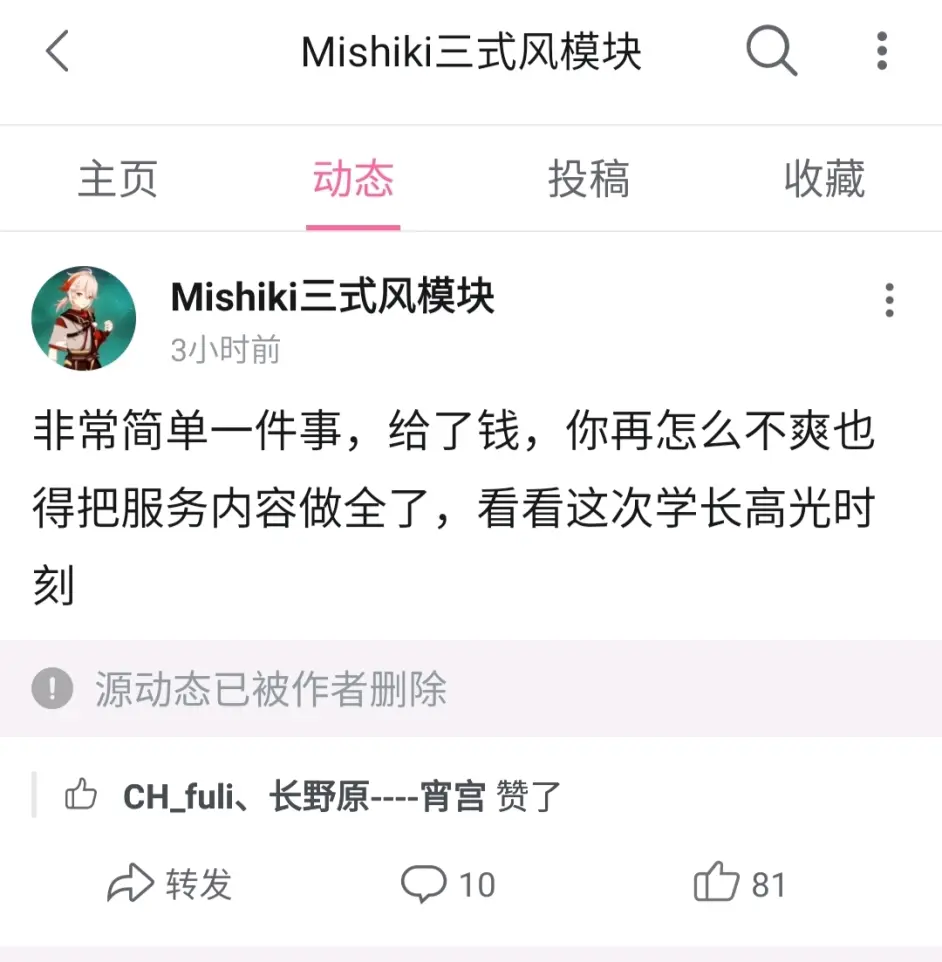 Mishiki三式风模块
主页 动态 投稿 收藏
Mishiki三式风模块
3小时前
非常简单一件事，给了钱，你再怎么不爽也
得把服务内容做全了，看看这次学长高光时
刻
源动态已被作者删除
CH_fuli、长野原----宵宫 赞了
转发 10 81